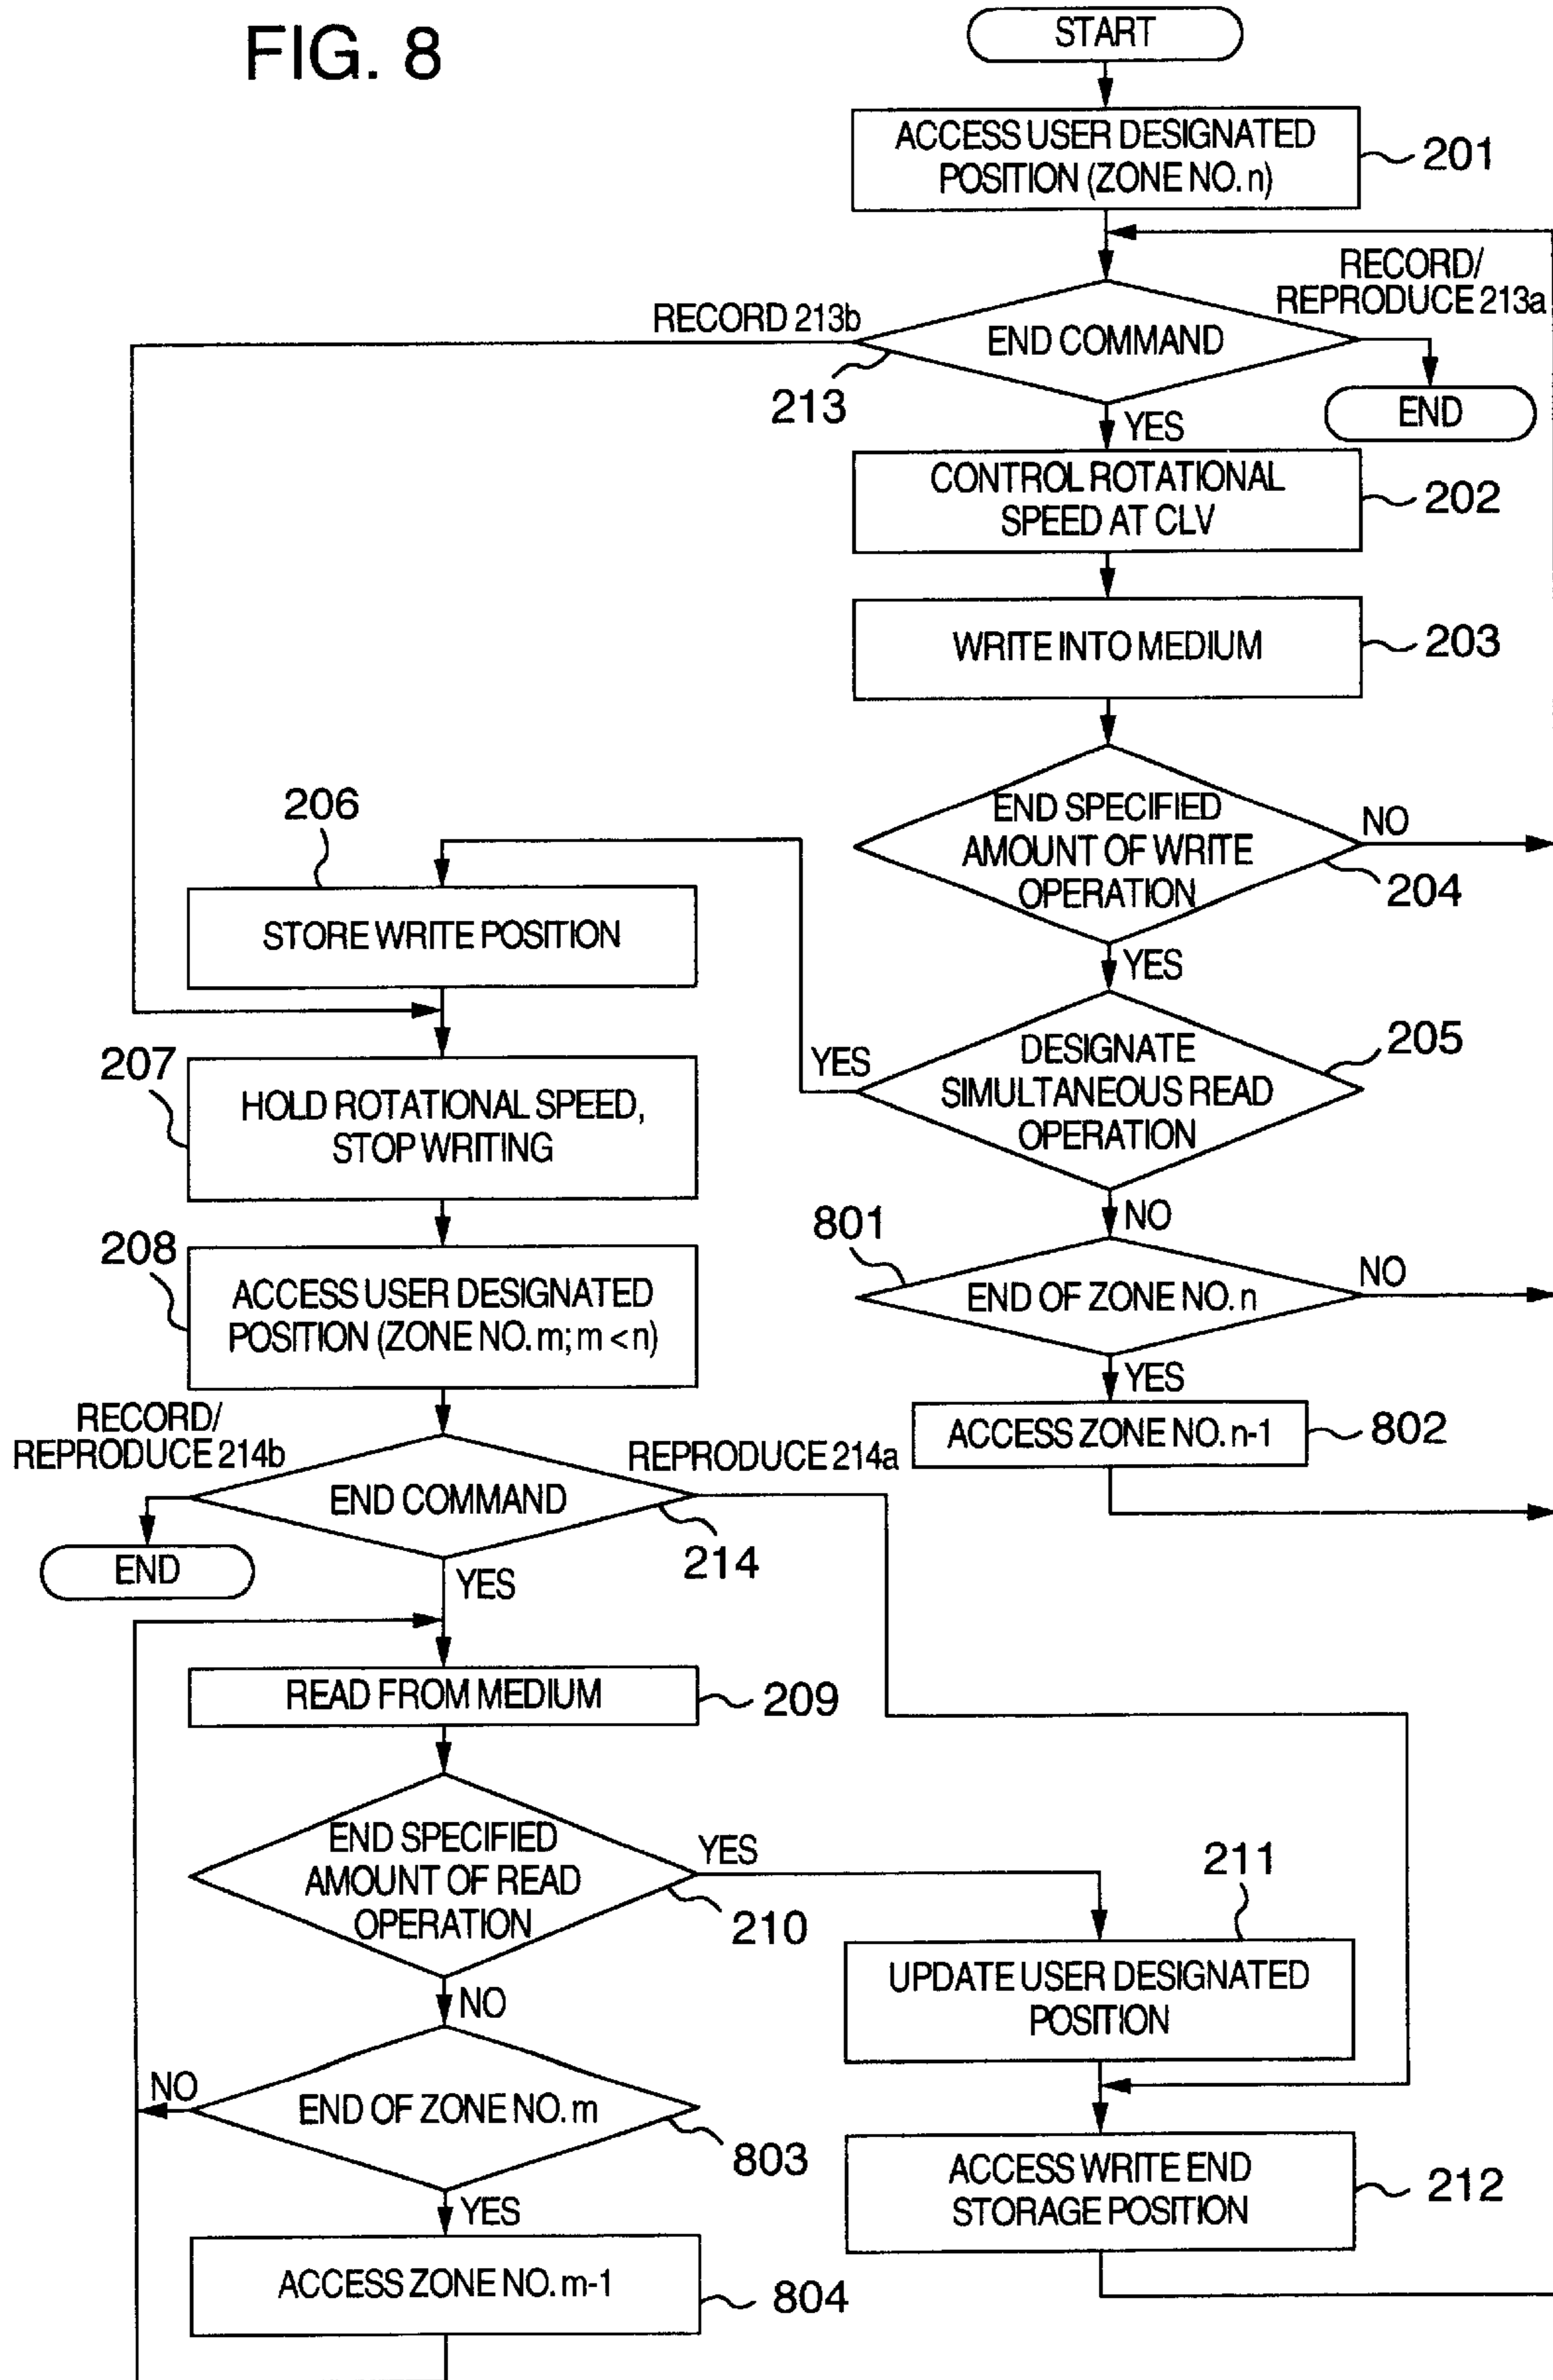 FIG. 8
START
ACCESS USER DESIGNATED
POSITION (ZONE NO. n)
201
RECORD/
REPRODUCE 213a
RECORD 213b
END COMMAND
213
END
YES
CONTROL ROTATIONAL
SPEED AT CLV
202
WRITE INTO MEDIUM
203
END SPECIFIED
AMOUNT OF WRITE
OPERATION
NO
204
YES
206
STORE WRITE POSITION
DESIGNATE
SIMULTANEOUS READ
OPERATION
205
YES
NO
207
HOLD ROTATIONAL SPEED,
STOP WRITING
801
END OF ZONE NO. n
NO
YES
208
ACCESS USER DESIGNATED
POSITION (ZONE NO. m; m < n)
ACCESS ZONE NO. n-1
802
RECORD/
REPRODUCE 214b
REPRODUCE 214a
END COMMAND
214
END
YES
READ FROM MEDIUM
209
END SPECIFIED
AMOUNT OF READ
OPERATION
YES
210
NO
211
UPDATE USER DESIGNATED
POSITION
END OF ZONE NO. m
NO
803
YES
ACCESS WRITE END
STORAGE POSITION
212
ACCESS ZONE NO. m-1
804